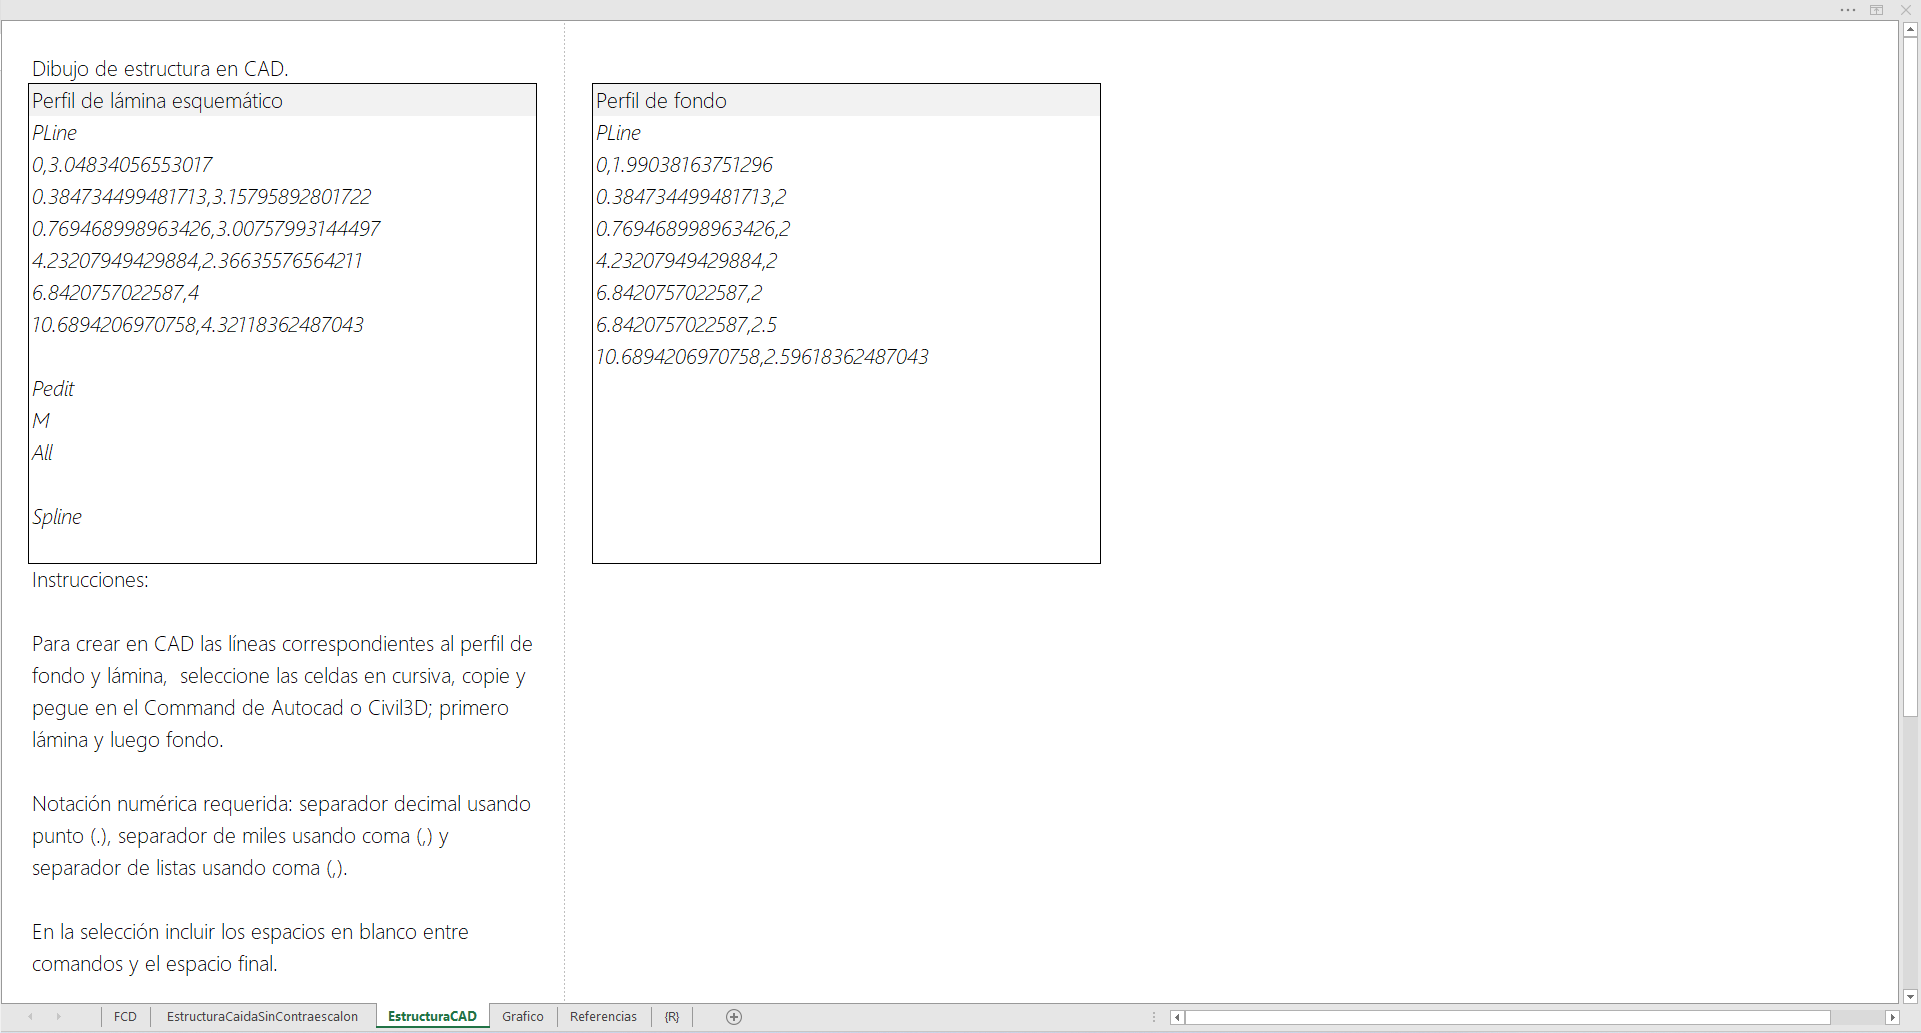 Dibujo de estructura en CAD.
Perfil de lámina esquemático
PLine
0,3.04834056553017
0.384734499481713,3.15795892801722
0.769468998963426,3.00757993144497
4.23207949429884,2.36635576564211
6.8420757022587,4
10.6894206970758,4.32118362487043
Pedit
M
All
Spline
Perfil de fondo
PLine
0,1.99038163751296
0.384734499481713,2
0.769468998963426,2
4.23207949429884,2
6.8420757022587,2
6.8420757022587,2.5
10.6894206970758,2.59618362487043
Instrucciones:
Para crear en CAD las líneas correspondientes al perfil de
fondo y lámina,  seleccione las celdas en cursiva, copie y
pegue en el Command de Autocad o Civil3D; primero
lámina y luego fondo.
Notación numérica requerida: separador decimal usando
punto (.), separador de miles usando coma (,) y
separador de listas usando coma (,).
En la selección incluir los espacios en blanco entre
comandos y el espacio final.
FCD
EstructuraCaidaSinContraescalon
EstructuraCAD
Grafico
Referencias
{R}